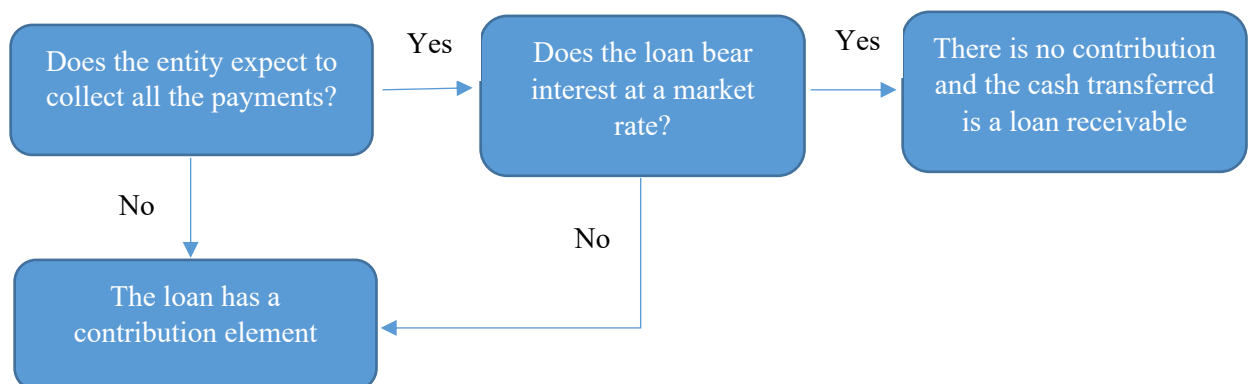 Does the entity expect to
collect all the payments?
Yes
Does the loan bear
interest at a market
rate?
Yes
There is no contribution
and the cash transferred
is a loan receivable
No
No
The loan has a
contribution element